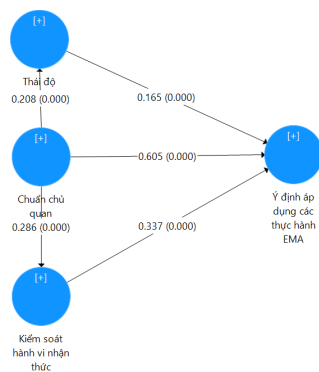 [+]
Thái độ
0.208 (0.000)
0.165 (0.000)
[+]
[+]
Chuẩn chủ
quan
0.605 (0.000)
Ý định áp
dụng các
thực hành
EMA
0.286 (0.000)
0.337 (0.000)
[+]
Kiểm soát
hành vi nhận
thức